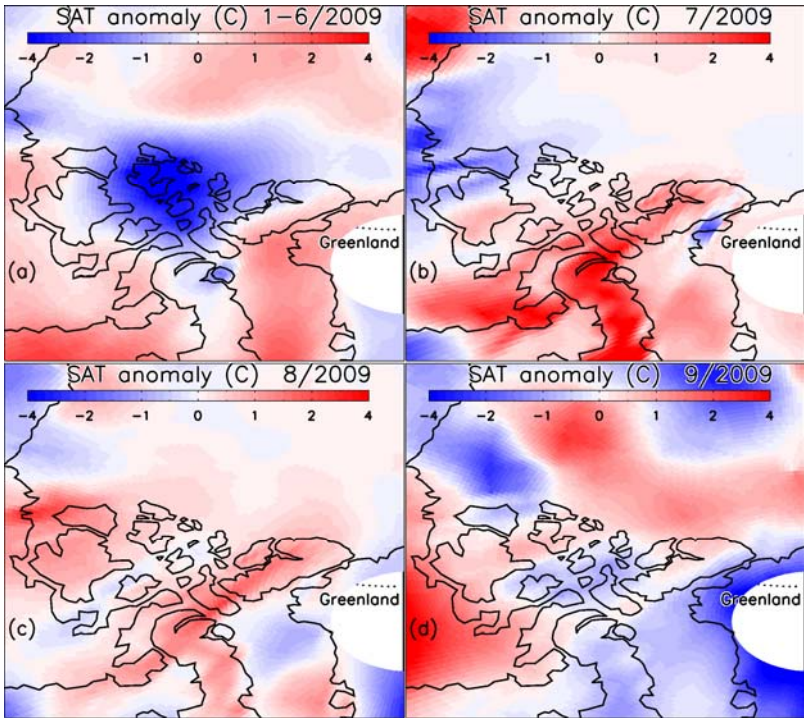 SAT anomaly (C) 1-6/2009
-4 -2 -1 0 1 2 4
Greenland
(a)
SAT anomaly (C) 7/2009
-4 -2 -1 0 1 2 4
Greenland
(b)
SAT anomaly (C) 8/2009
-4 -2 -1 0 1 2 4
Greenland
(c)
SAT anomaly (C) 9/2009
-4 -2 -1 0 1 2 4
Greenland
(d)